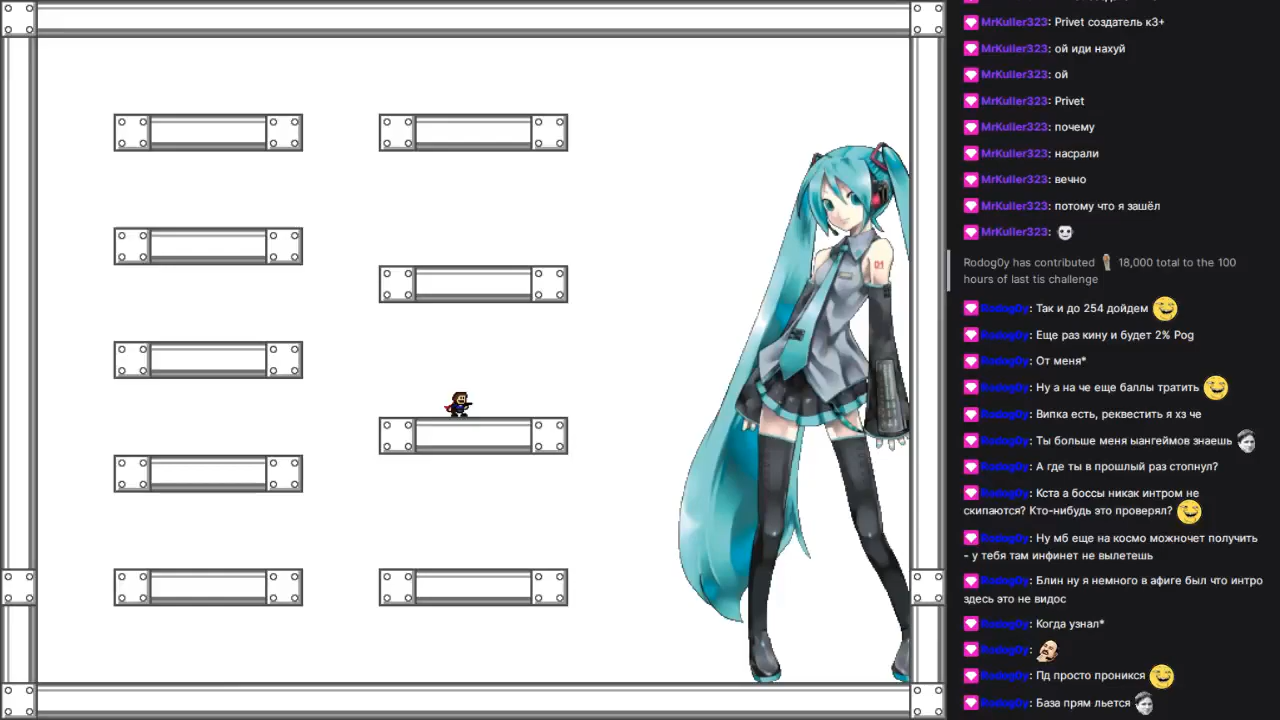 MrKuller323: Privet создатель к3+
MrKuller323: ой иди нахуй
MrKuller323: ой
MrKuller323: Privet
MrKuller323: почему
MrKuller323: насрали
MrKuller323: вечно
MrKuller323: потому что я зашёл
MrKuller323:
Rodog0y has contributed 18,000 total to the 100
hours of last tis challenge
Rodog0y: Так и до 254 дойдем
Rodog0y: Еще раз кину и будет 2% Pog
Rodog0y: От меня*
Rodog0y: Ну а на че еще баллы тратить
Rodog0y: Випка есть, реквестить я хз че
Rodog0y: Ты больше меня ыангеймов знаешь
Rodog0y: А где ты в прошлый раз стопнул?
Rodog0y: Кста а боссы никак интром не
скипаются? Кто-нибудь это проверял?
Rodog0y: Ну мб еще на космо можночет получить
- у тебя там инфинет не вылетешь
Rodog0y: Блин ну я немного в афиге был что интро
здесь это не видос
Rodog0y: Когда узнал*
Rodog0y:
Rodog0y: Пд просто проникся
Rodog0y: База прям льется
01